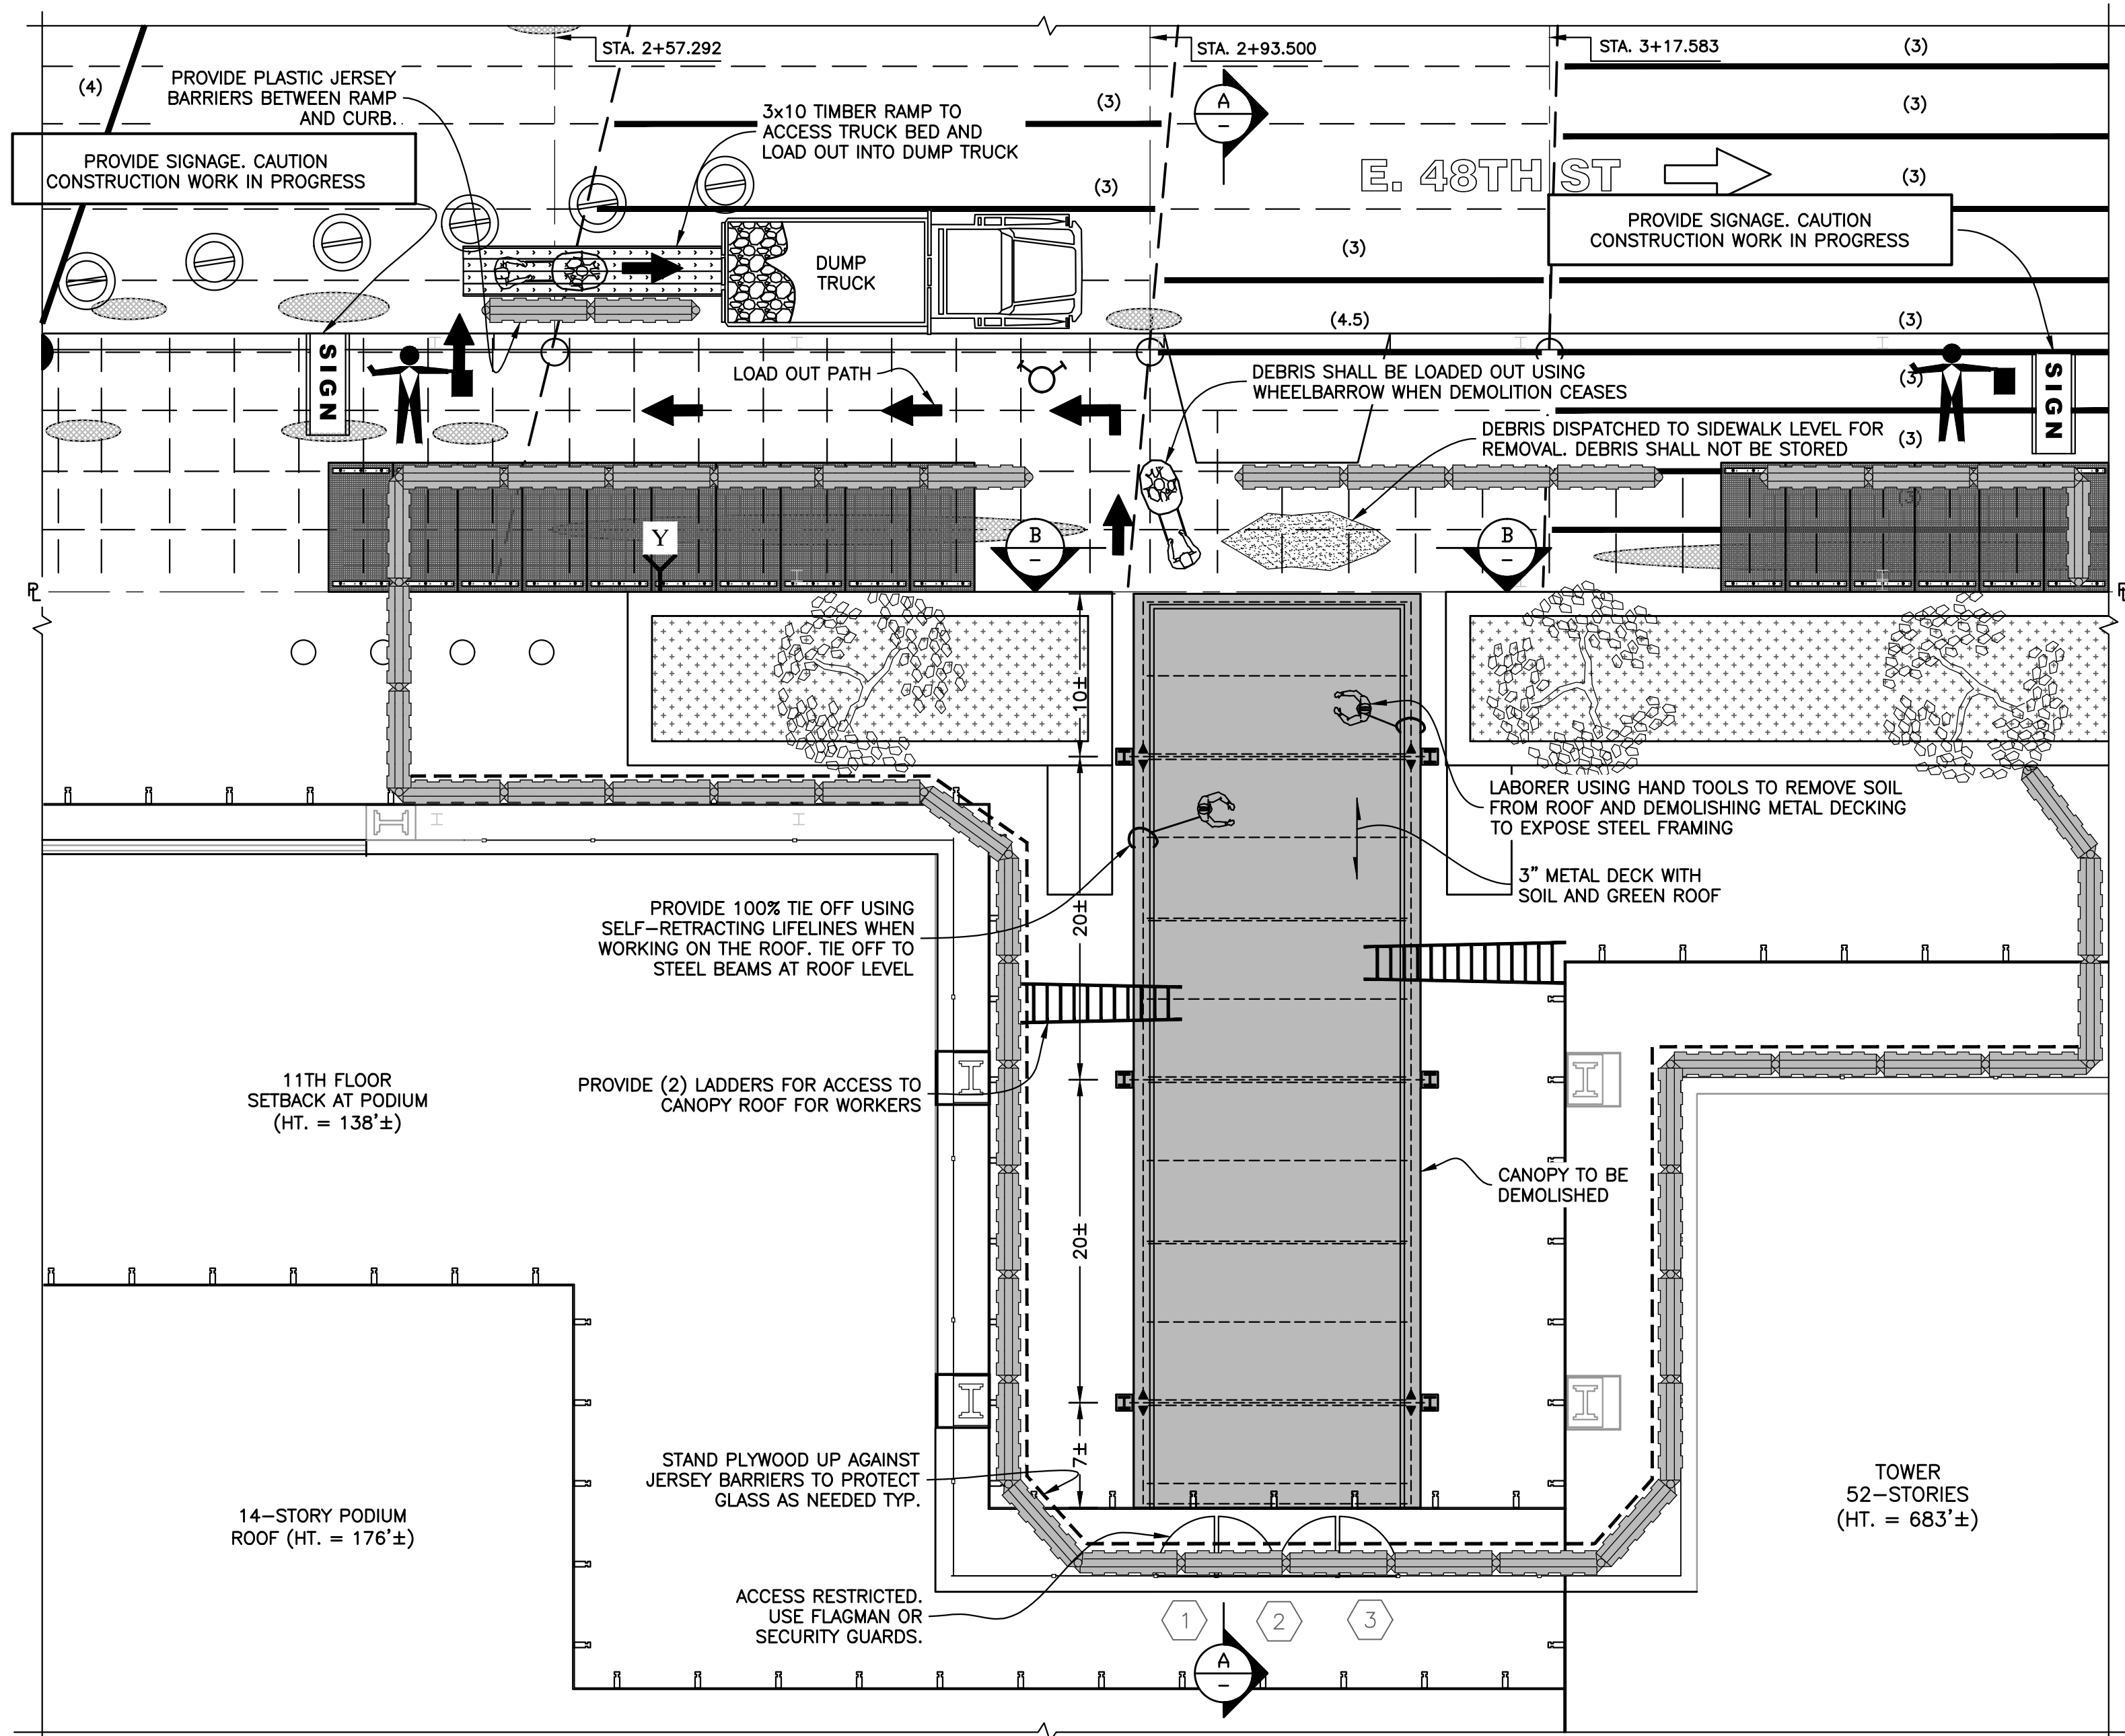 STA. 2+57.292
STA. 2+93.500
STA. 3+17.583
(3)
(4)
PROVIDE PLASTIC JERSEY
BARRIERS BETWEEN RAMP
AND CURB.
(3)
3x10 TIMBER RAMP TO
ACCESS TRUCK BED AND
LOAD OUT INTO DUMP TRUCK
A
-
(3)
PROVIDE SIGNAGE. CAUTION
CONSTRUCTION WORK IN PROGRESS
(3)
E. 48TH ST
(3)
PROVIDE SIGNAGE. CAUTION
CONSTRUCTION WORK IN PROGRESS
(3)
DUMP
TRUCK
(4.5)
(3)
SIGN
LOAD OUT PATH
DEBRIS SHALL BE LOADED OUT USING
WHEELBARROW WHEN DEMOLITION CEASES
(3)
SIGN
DEBRIS DISPATCHED TO SIDEWALK LEVEL FOR
REMOVAL. DEBRIS SHALL NOT BE STORED
(3)
(3)
Y
B
-
B
-
PL
PL
10±
LABORER USING HAND TOOLS TO REMOVE SOIL
FROM ROOF AND DEMOLISHING METAL DECKING
TO EXPOSE STEEL FRAMING
3" METAL DECK WITH
SOIL AND GREEN ROOF
PROVIDE 100% TIE OFF USING
SELF-RETRACTING LIFELINES WHEN
WORKING ON THE ROOF. TIE OFF TO
STEEL BEAMS AT ROOF LEVEL
20±
11TH FLOOR
SETBACK AT PODIUM
(HT. = 138'±)
PROVIDE (2) LADDERS FOR ACCESS TO
CANOPY ROOF FOR WORKERS
CANOPY TO BE
DEMOLISHED
20±
STAND PLYWOOD UP AGAINST
JERSEY BARRIERS TO PROTECT
GLASS AS NEEDED TYP.
7±
14-STORY PODIUM
ROOF (HT. = 176'±)
TOWER
52-STORIES
(HT. = 683'±)
ACCESS RESTRICTED.
USE FLAGMAN OR
SECURITY GUARDS.
1
2
3
A
-